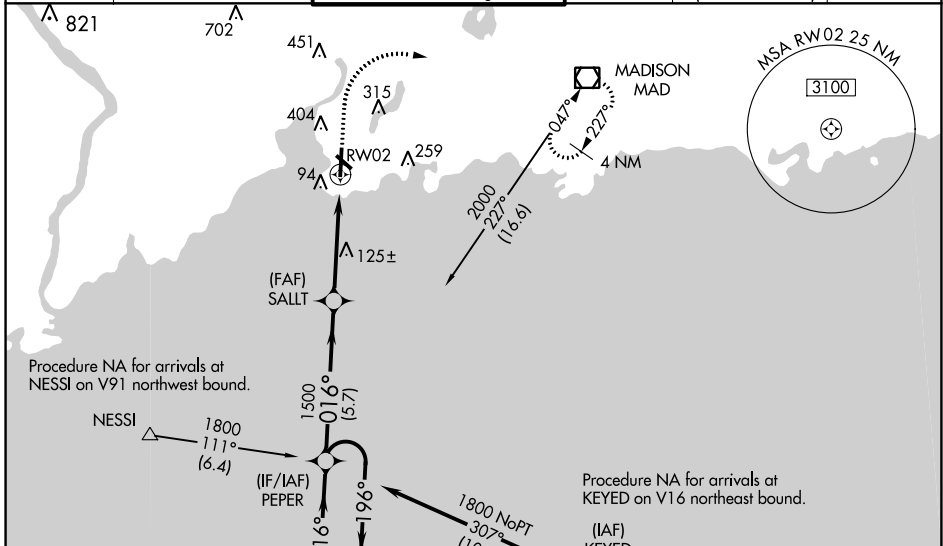 821
702
451
315
404
RW02
259
94
MADISON
MAD
047°
227°
4 NM
2000
227°
(16.6)
MSA RW02 25 NM
3100
125±
(FAF)
SALLT
Procedure NA for arrivals at
NESSI on V91 northwest bound.
1500
016°
(5.7)
NESSI
1800
111°
(6.4)
(IF/IAF)
PEPER
196°
Procedure NA for arrivals at
KEYED on V16 northeast bound.
1800 NoPT
307°
(IAF)